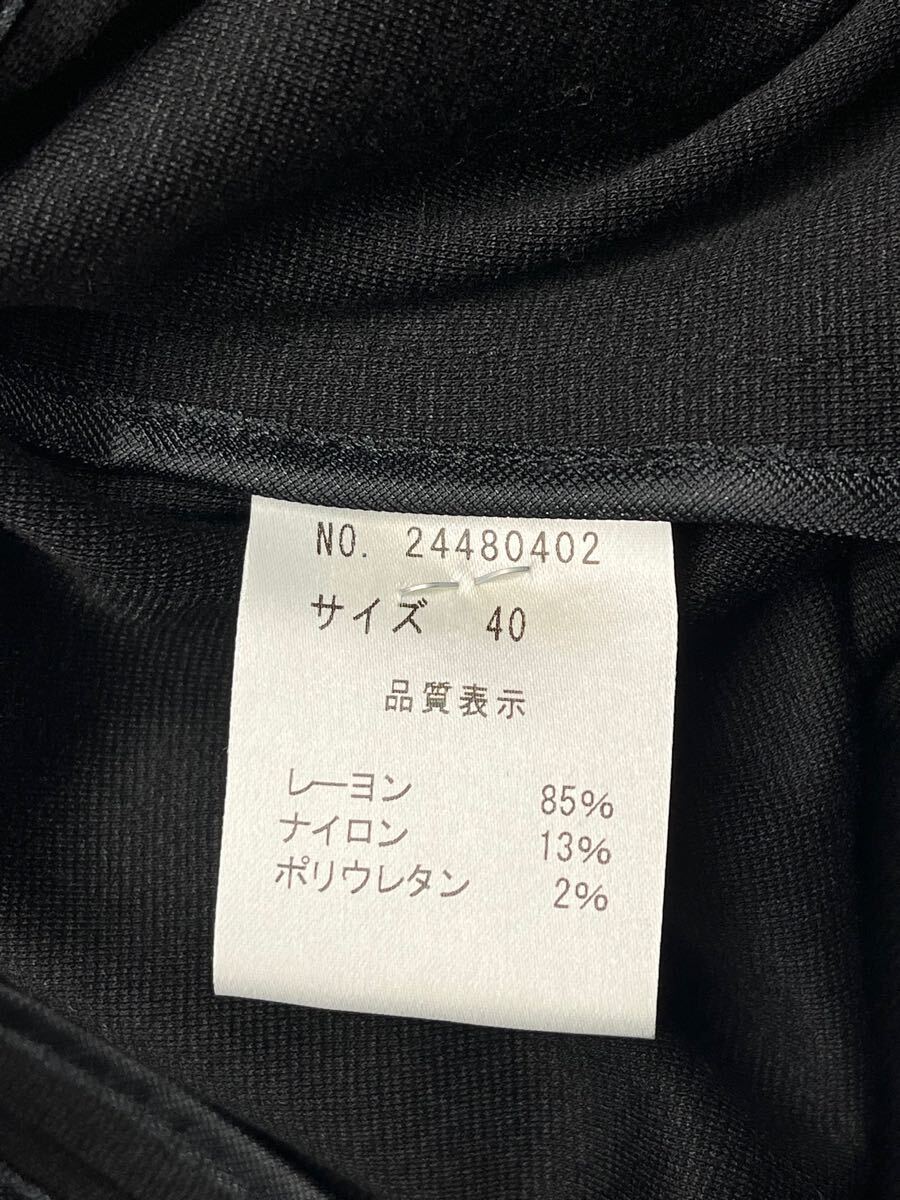 NO. 24480402
サイズ 40
品質表示
レーヨン 85%
ナイロン 13%
ポリウレタン 2%